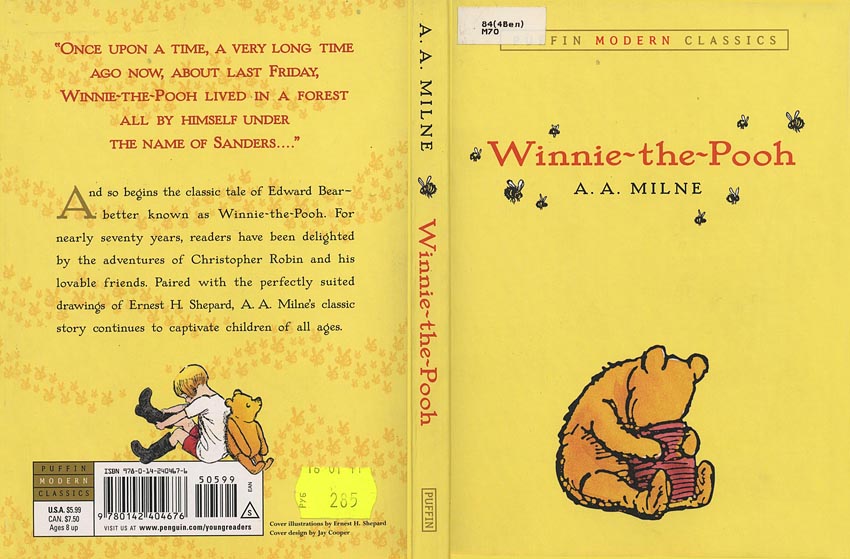 "ONCE UPON A TIME, A VERY LONG TIME
AGO NOW, ABOUT LAST FRIDAY,
WINNIE-THE-POOH LIVED IN A FOREST
ALL BY HIMSELF UNDER
THE NAME OF SANDERS...."
And so begins the classic tale of Edward Bear–
better known as Winnie-the-Pooh. For
nearly seventy years, readers have been delighted
by the adventures of Christopher Robin and his
lovable friends. Paired with the perfectly suited
drawings of Ernest H. Shepard, A. A. Milne's classic
story continues to captivate children of all ages.
PUFFIN
MODERN
CLASSICS
U.S.A. $5.99
CAN. $7.50
Ages 8 up
ISBN 978-0-14-240467-6
50599
EAN
S
9780142404676
VISIT US AT www.penguin.com/youngreaders
РУБ
285
Cover illustrations by Ernest H. Shepard
Cover design by Jay Cooper
A. A. MILNE
Winnie-the-Pooh
PUFFIN
84(4Вел)
М70
PUFFIN MODERN CLASSICS
Winnie-the-Pooh
A. A. MILNE